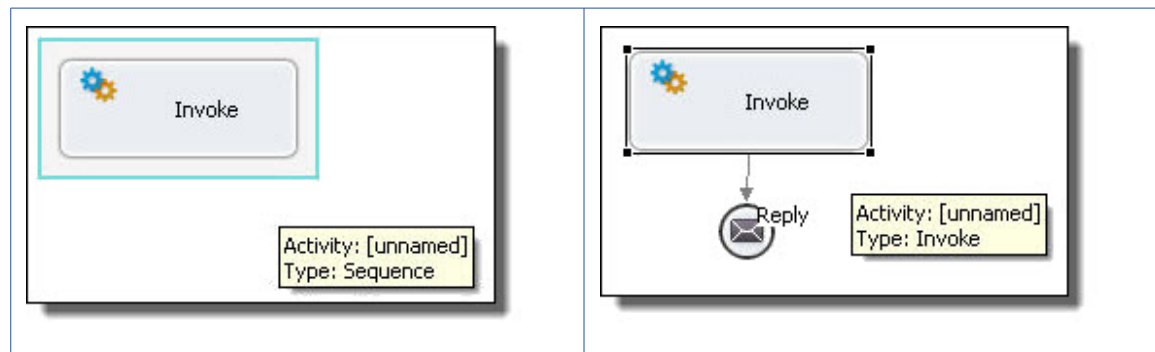 Invoke
Activity: [unnamed]
Type: Sequence
Invoke
Reply
Activity: [unnamed]
Type: Invoke